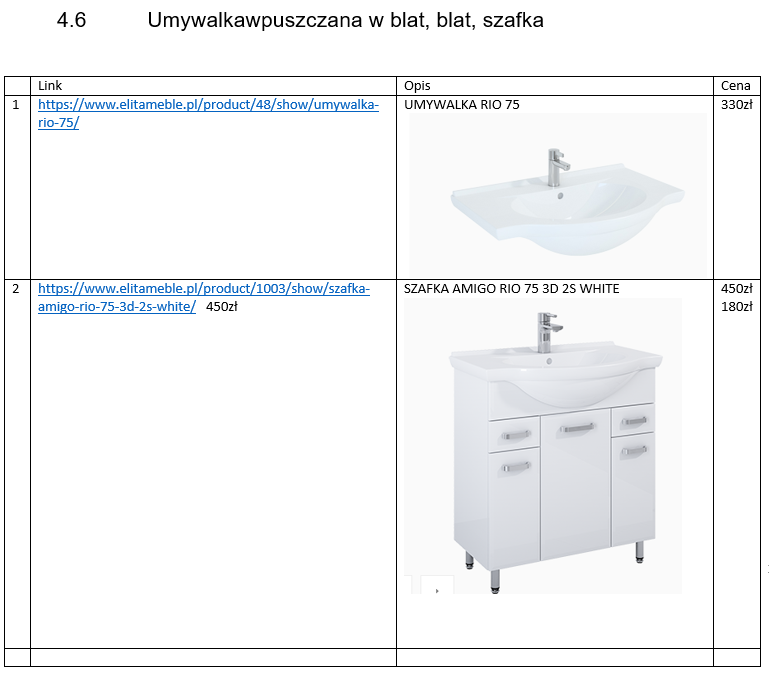 4.6 Umywalkawpuszczana w blat, blat, szafka
Link Opis Cena
1 https://www.elitameble.pl/product/48/show/umywalka- UMYWALKA RIO 75 330zł
rio-75/
2 https://www.elitameble.pl/product/1003/show/szafka- SZAFKA AMIGO RIO 75 3D 2S WHITE 450zł
amigo-rio-75-3d-2s-white/ 450zł 180zł